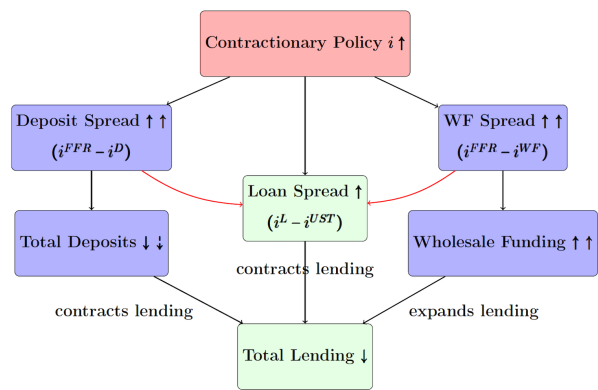 Contractionary Policy i ↑
Deposit Spread ↑ ↑
(i^FFR – i^D)
WF Spread ↑ ↑
(i^FFR – i^WF)
Loan Spread ↑
(i^L – i^UST)
Total Deposits ↓ ⇣
Wholesale Funding ↑ ↑
contracts lending
contracts lending
expands lending
Total Lending ↓